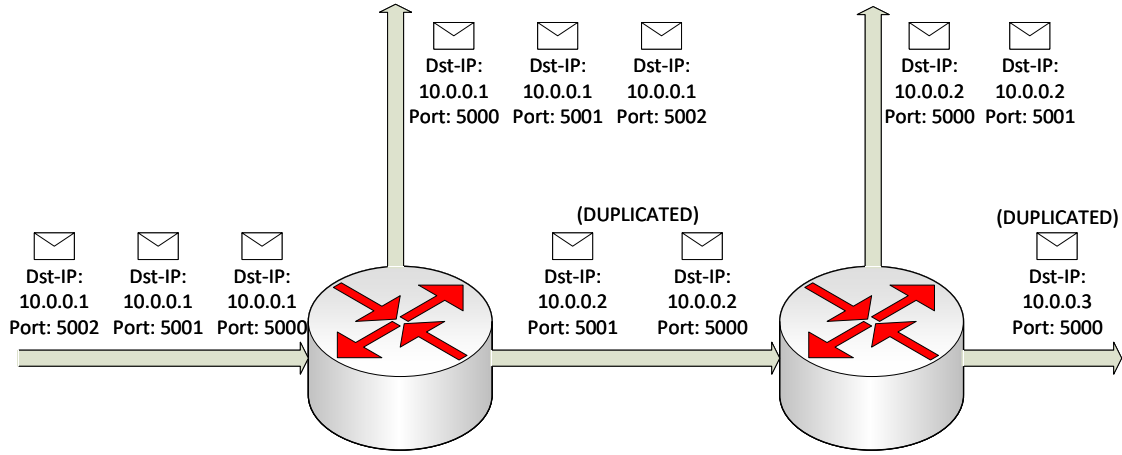 Dst-IP:
10.0.0.1
Port: 5000
Dst-IP:
10.0.0.1
Port: 5001
Dst-IP:
10.0.0.1
Port: 5002
Dst-IP:
10.0.0.2
Port: 5000
Dst-IP:
10.0.0.2
Port: 5001
Dst-IP:
10.0.0.1
Port: 5002
Dst-IP:
10.0.0.1
Port: 5001
Dst-IP:
10.0.0.1
Port: 5000
(DUPLICATED)
Dst-IP:
10.0.0.2
Port: 5001
Dst-IP:
10.0.0.2
Port: 5000
(DUPLICATED)
Dst-IP:
10.0.0.3
Port: 5000